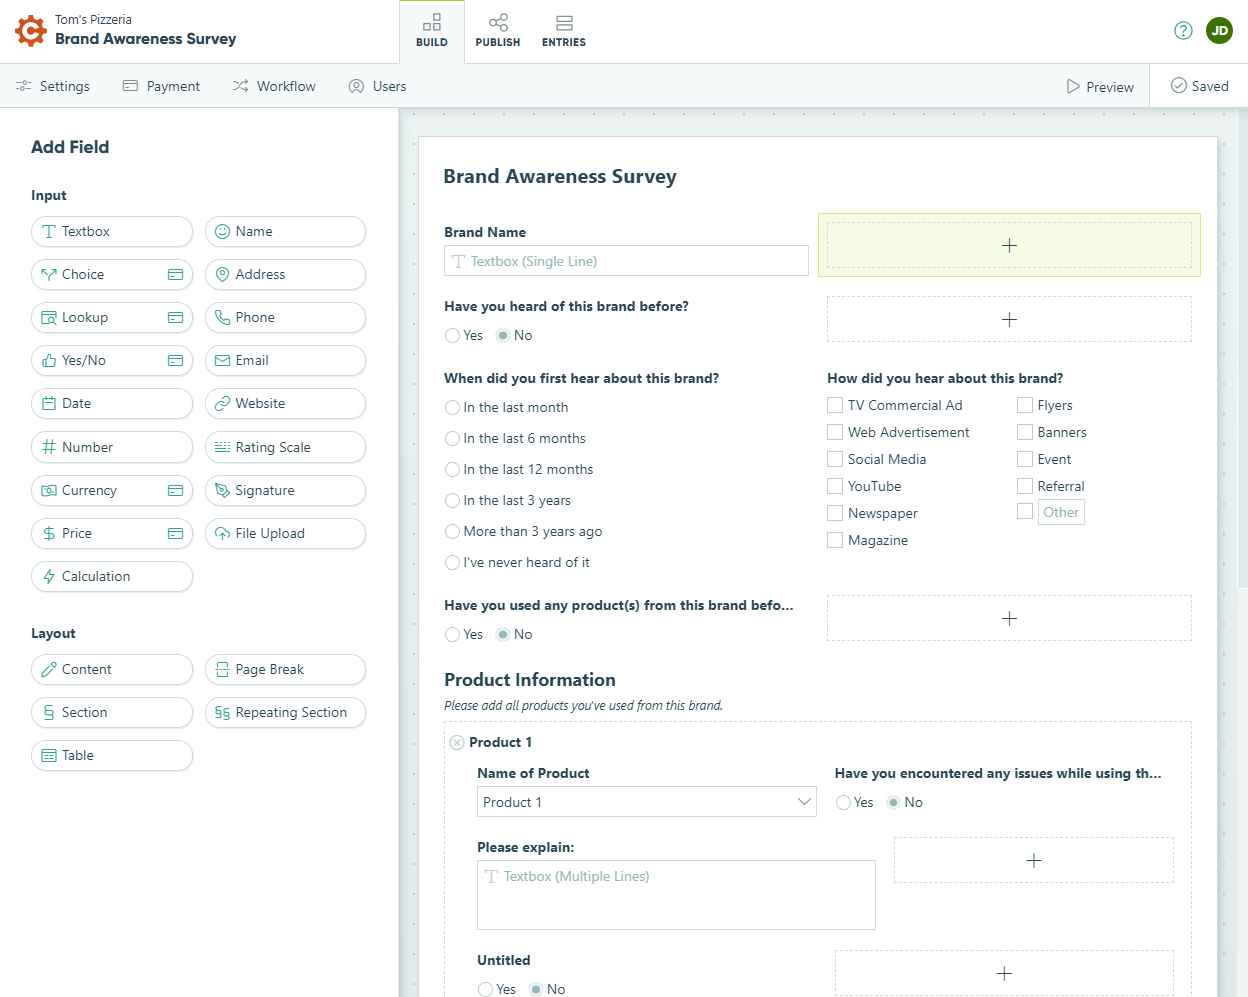 Tom's Pizzeria
Brand Awareness Survey
BUILD
PUBLISH
ENTRIES
?
JD
Settings
Payment
Workflow
Users
Preview
Saved
Add Field
Input
Textbox
Name
Choice
Address
Lookup
Phone
Yes/No
Email
Date
Website
Number
Rating Scale
Currency
Signature
Price
File Upload
Calculation
Layout
Content
Page Break
Section
Repeating Section
Table
Brand Awareness Survey
Brand Name
Textbox (Single Line)
Have you heard of this brand before?
Yes No
When did you first hear about this brand?
In the last month
In the last 6 months
In the last 12 months
In the last 3 years
More than 3 years ago
I've never heard of it
How did you hear about this brand?
TV Commercial Ad
Web Advertisement
Social Media
YouTube
Newspaper
Magazine
Flyers
Banners
Event
Referral
Other
Have you used any product(s) from this brand befo...
Yes No
Product Information
Please add all products you've used from this brand.
Product 1
Name of Product
Product 1
Have you encountered any issues while using th...
Yes No
Please explain:
Textbox (Multiple Lines)
Untitled
Yes No